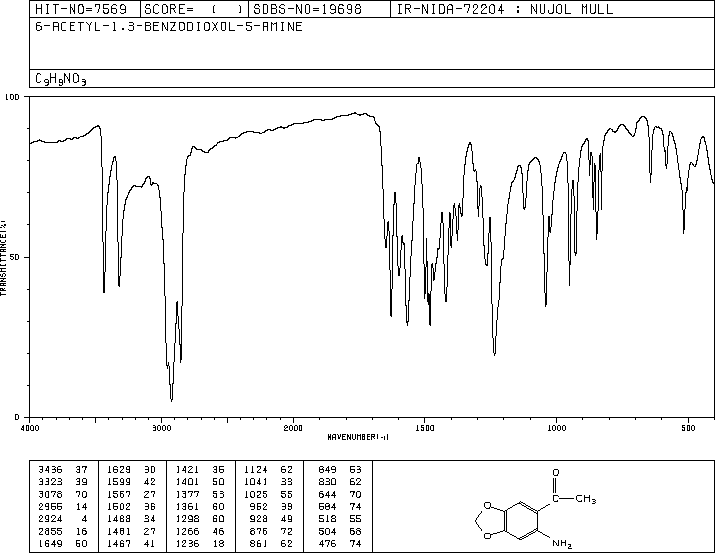 HIT-NO=7569 SCORE= ( ) SDBS-NO=19698 IR-NIDA-72204 : NUJOL MULL
6-ACETYL-1,3-BENZODIOXOL-5-AMINE
C9H9NO3
100
50
0
TRANSMITTANCE(%)
4000 3000 2000 1500 1000 500
WAVENUMBER(-1)
3436 37 1629 30 1421 35 1124 62 849 53
3323 39 1599 42 1401 50 1041 33 830 62
3078 70 1567 27 1377 53 1025 55 644 70
2955 14 1502 36 1361 60 952 39 584 74
2924 4 1488 34 1298 60 928 49 518 55
2855 16 1481 27 1266 46 876 72 504 68
1649 50 1467 41 1236 18 861 62 476 74
O
C
CH3
O
O
NH2